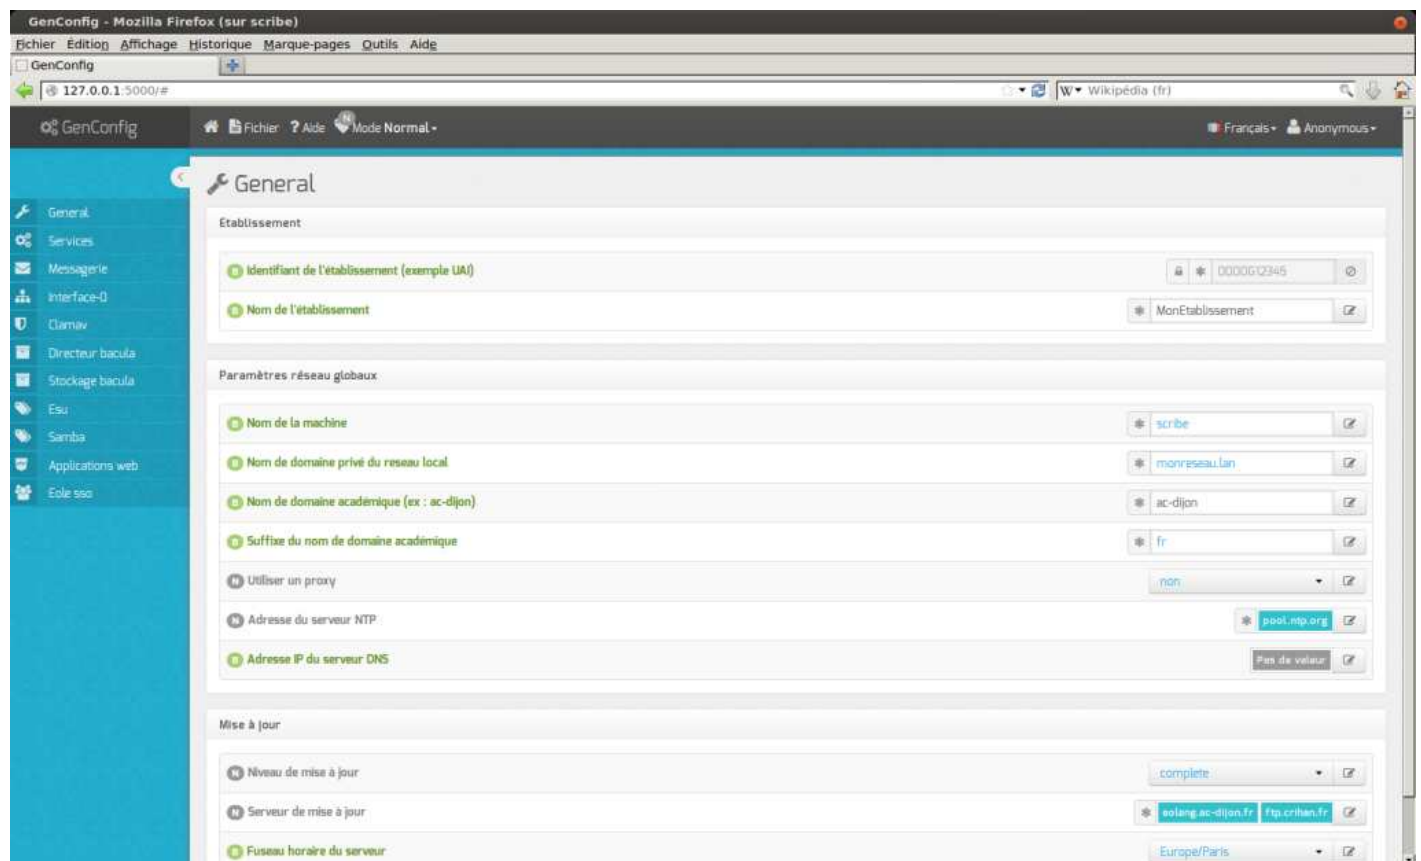 GenConfig - Mozilla Firefox (sur scribe)
Fichier Édition Affichage Historique Marque-pages Outils Aide
GenConfig
127.0.0.1:5000/# Wikipédia (fr)
GenConfig Fichier ? Aide Mode Normal Français Anonymous
General
General
Services
Messagerie
Interface-0
Clamav
Directeur bacula
Stockage bacula
Esu
Samba
Applications web
Eole sso
Etablissement
B Identifiant de l'établissement (exemple UAI) 0000G12345
B Nom de l'établissement MonEtablissement
Paramètres réseau globaux
B Nom de la machine scribe
B Nom de domaine privé du reseau local monreseau.lan
B Nom de domaine académique (ex : ac-dijon) ac-dijon
B Suffixe du nom de domaine académique fr
N Utiliser un proxy non
N Adresse du serveur NTP pool.ntp.org
B Adresse IP du serveur DNS Pas de valeur
Mise à jour
N Niveau de mise à jour complete
N Serveur de mise à jour eolang.ac-dijon.fr ftp.crihan.fr
B Fuseau horaire du serveur Europe/Paris